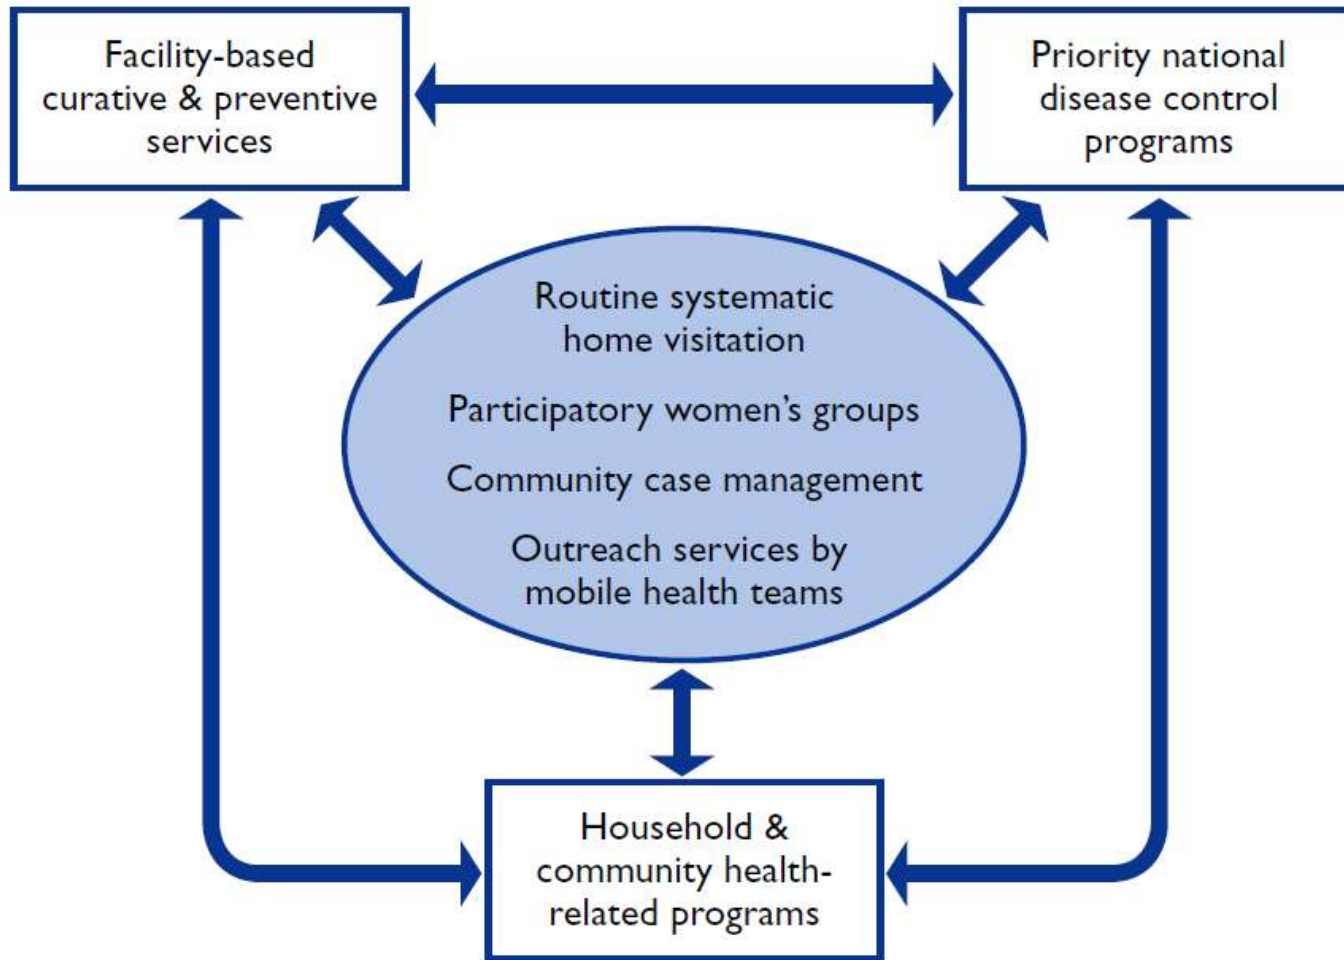 Facility-based
curative & preventive
services
Priority national
disease control
programs
Routine systematic
home visitation
Participatory women’s groups
Community case management
Outreach services by
mobile health teams
Household &
community health-
related programs